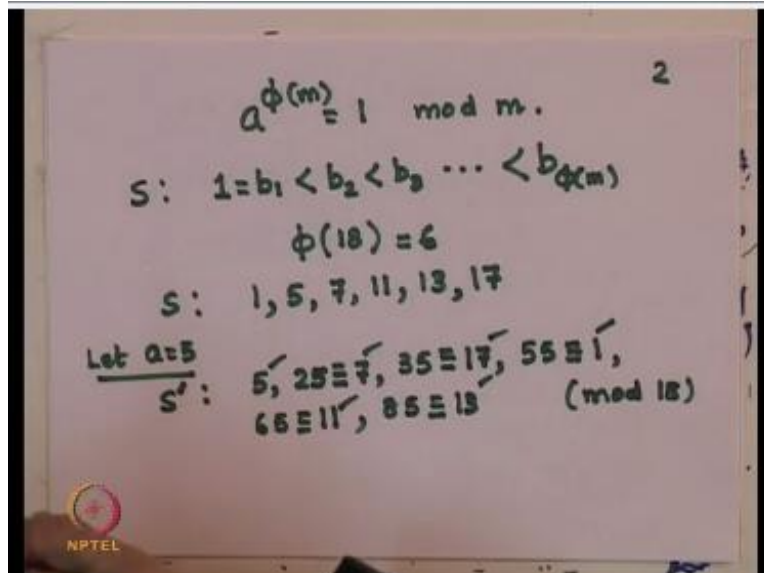 2
a^ϕ(m) ≡ 1 mod m.
S: 1=b₁ < b₂ < b₃ ⋯ < b_ϕ(m)
ϕ(18) = 6
S: 1, 5, 7, 11, 13, 17
Let a=5
S': 5✓, 25≡7✓, 35≡17✓, 55≡1✓,
65≡11✓, 85≡13✓ (mod 18)
NPTEL